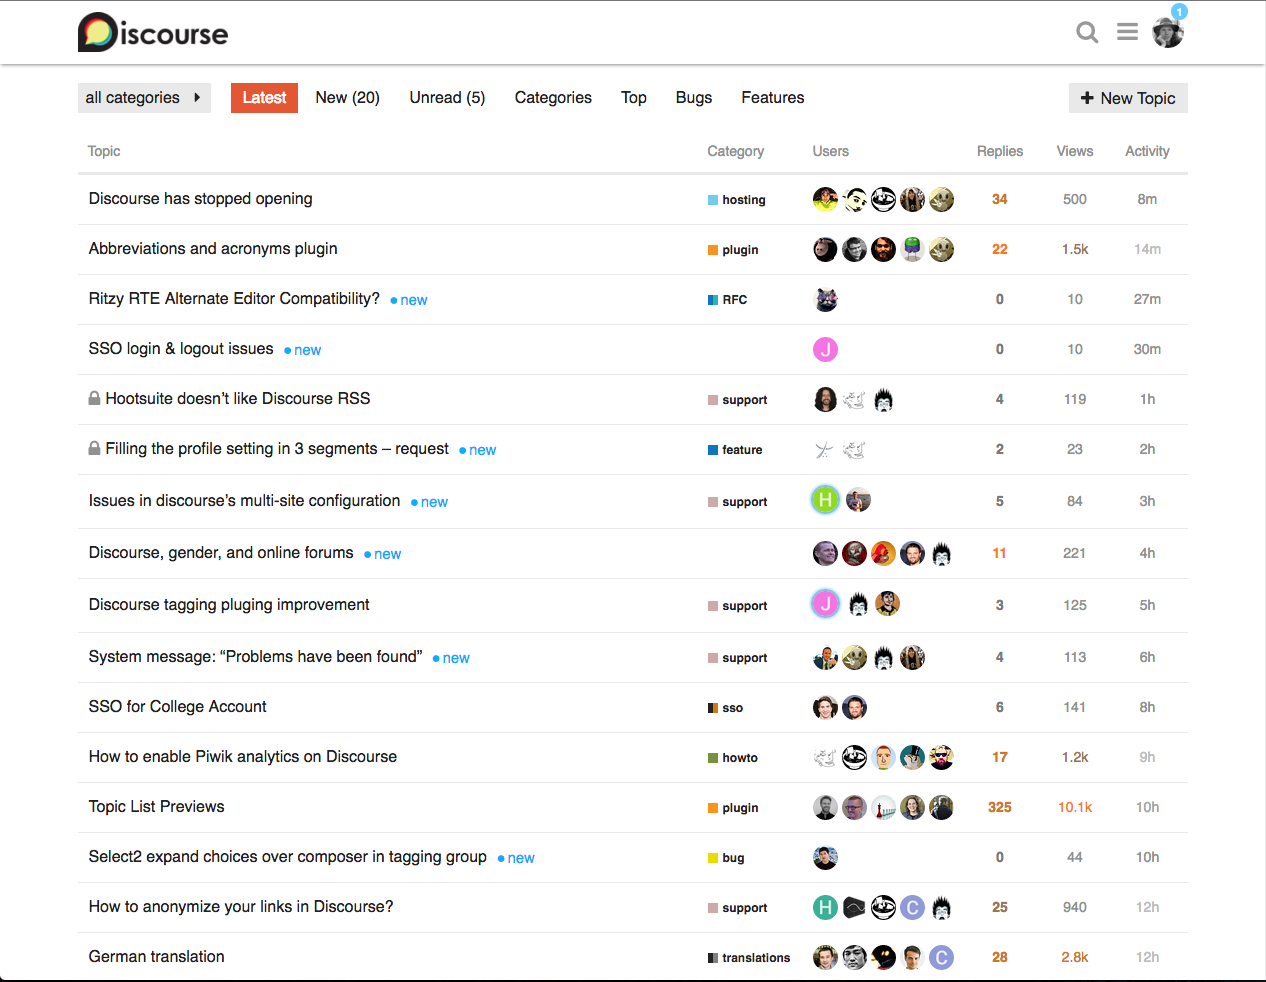 Discourse
1
all categories Latest New (20) Unread (5) Categories Top Bugs Features + New Topic
Topic Category Users Replies Views Activity
Discourse has stopped opening hosting 34 500 8m
Abbreviations and acronyms plugin plugin 22 1.5k 14m
Ritzy RTE Alternate Editor Compatibility? new RFC 0 10 27m
SSO login & logout issues new J 0 10 30m
Hootsuite doesn’t like Discourse RSS support 4 119 1h
Filling the profile setting in 3 segments – request new feature 2 23 2h
Issues in discourse’s multi-site configuration new support H 5 84 3h
Discourse, gender, and online forums new 11 221 4h
Discourse tagging pluging improvement support J 3 125 5h
System message: “Problems have been found” new support 4 113 6h
SSO for College Account sso 6 141 8h
How to enable Piwik analytics on Discourse howto 17 1.2k 9h
Topic List Previews plugin 325 10.1k 10h
Select2 expand choices over composer in tagging group new bug 0 44 10h
How to anonymize your links in Discourse? support H C 25 940 12h
German translation translations C 28 2.8k 12h